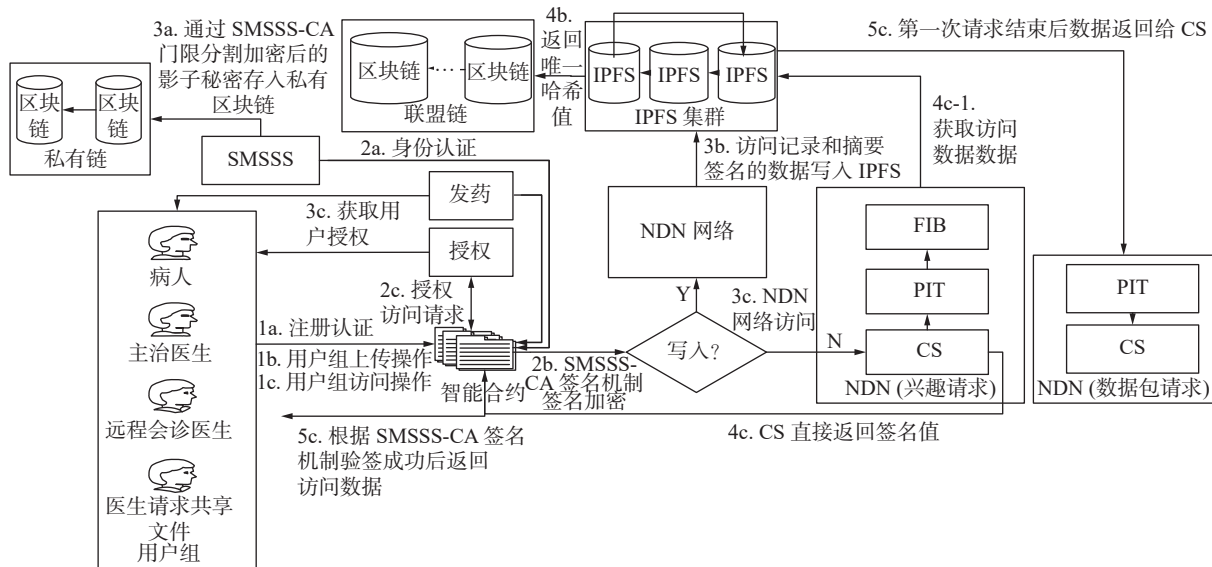 3a. 通过 SMSSS-CA
门限分割加密后的
影子秘密存入私有
区块链
区块
链
区块
链
私有链
SMSSS
2a. 身份认证
区块链
区块链
联盟链
4b.
返回
唯一
哈希
值
IPFS
IPFS
IPFS
IPFS 集群
5c. 第一次请求结束后数据返回给 CS
4c-1.
获取访问
数据数据
3b. 访问记录和摘要
签名的数据写入 IPFS
发药
3c. 获取用
户授权
授权
2c. 授权
访问请求
病人
主治医生
远程会诊医生
医生请求共享
文件
用户组
1a. 注册认证
1b. 用户组上传操作
1c. 用户组访问操作
智能合约
2b. SMSSS-
CA 签名机制
签名加密
NDN 网络
Y
写入?
3c. NDN
网络访问
N
FIB
PIT
CS
NDN (兴趣请求)
PIT
CS
NDN (数据包请求)
4c. CS 直接返回签名值
5c. 根据 SMSSS-CA 签名
机制验签成功后返回
访问数据